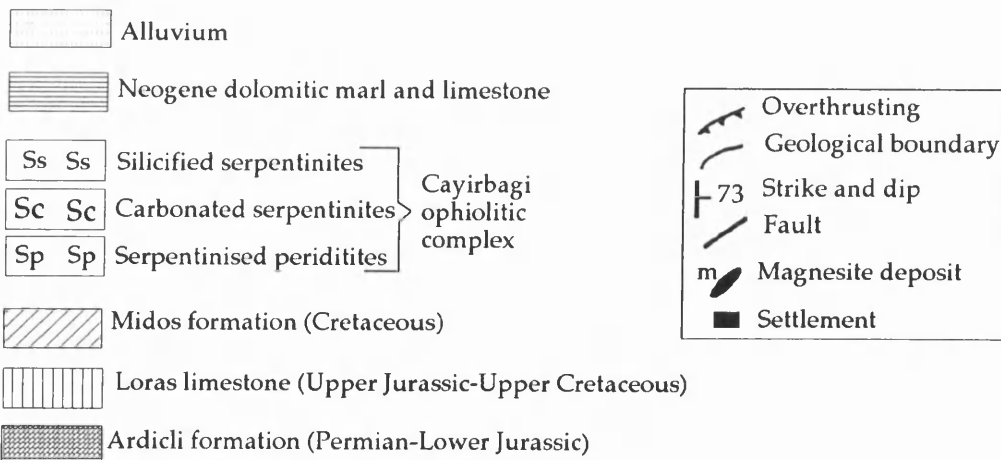 Alluvium
Neogene dolomitic marl and limestone
Ss Ss Silicified serpentinites
Sc Sc Carbonated serpentinites
Sp Sp Serpentinised periditites
Cayirbagi
ophiolitic
complex
Midos formation (Cretaceous)
Loras limestone (Upper Jurassic-Upper Cretaceous)
Ardicli formation (Permian-Lower Jurassic)
Overthrusting
Geological boundary
73 Strike and dip
Fault
m Magnesite deposit
Settlement